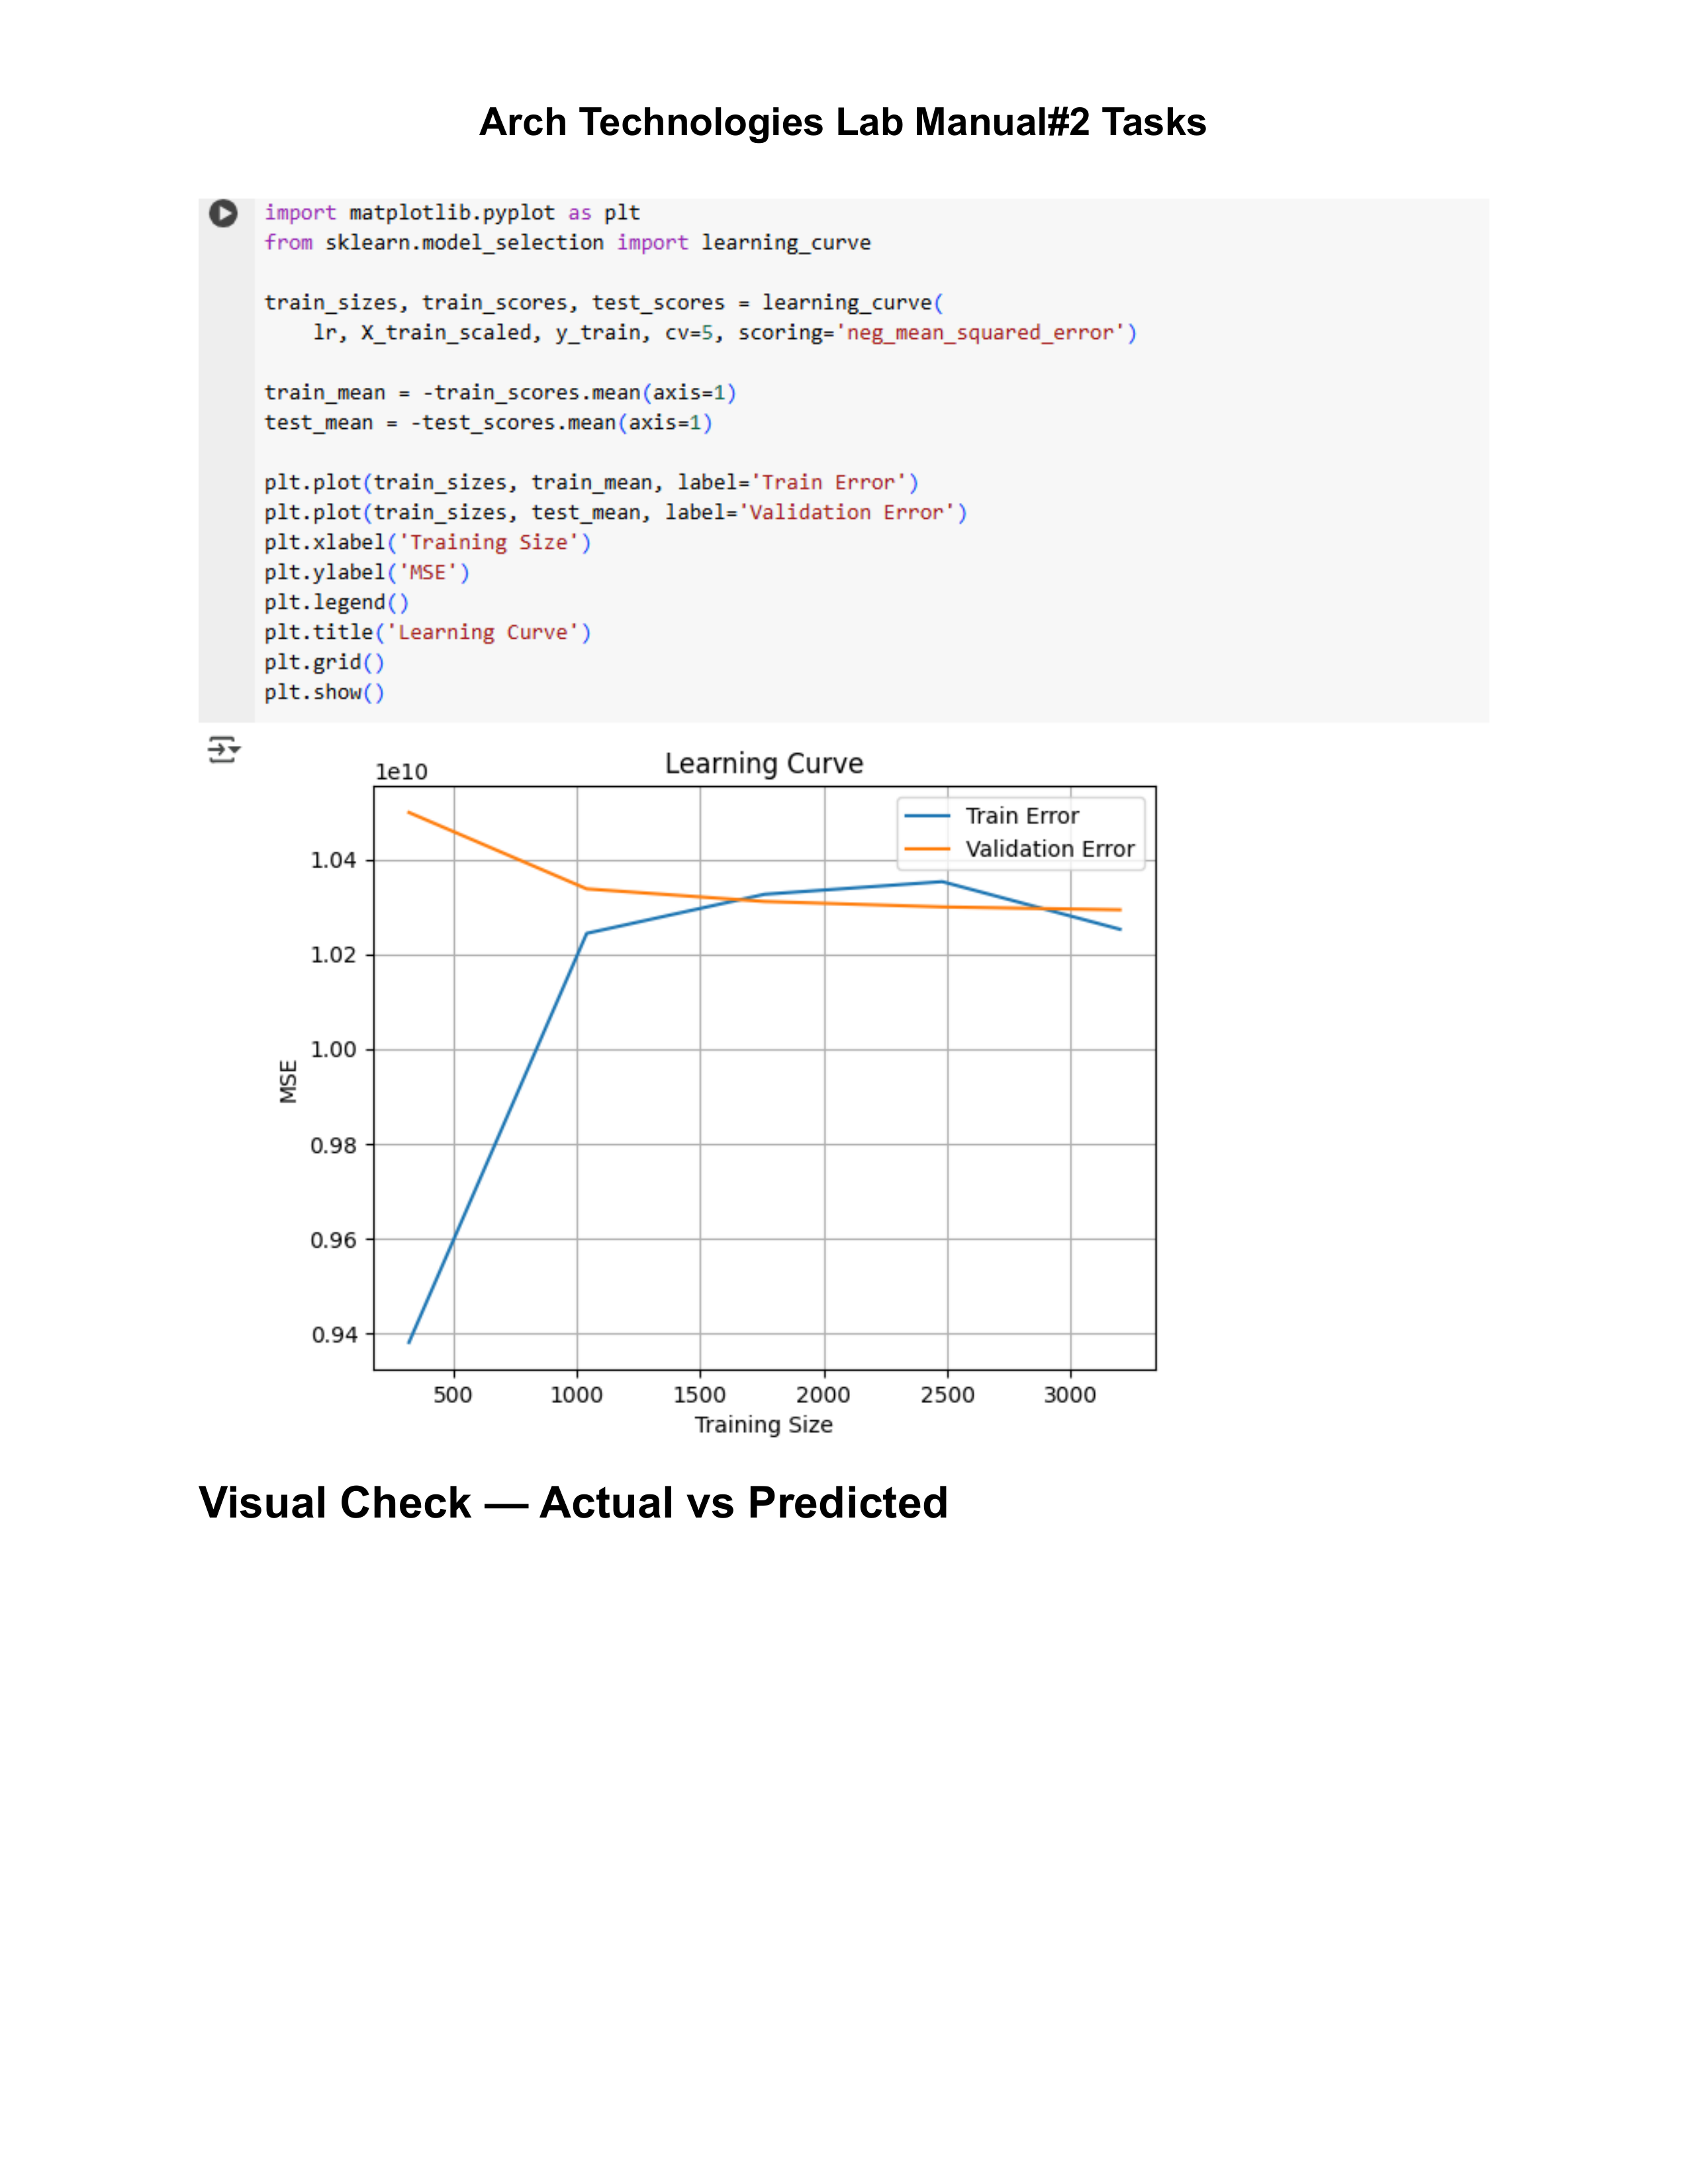 Arch Technologies Lab Manual#2 Tasks
import matplotlib.pyplot as plt
from sklearn.model_selection import learning_curve
train_sizes, train_scores, test_scores = learning_curve(
    lr, X_train_scaled, y_train, cv=5, scoring='neg_mean_squared_error')
train_mean = -train_scores.mean(axis=1)
test_mean = -test_scores.mean(axis=1)
plt.plot(train_sizes, train_mean, label='Train Error')
plt.plot(train_sizes, test_mean, label='Validation Error')
plt.xlabel('Training Size')
plt.ylabel('MSE')
plt.legend()
plt.title('Learning Curve')
plt.grid()
plt.show()
Learning Curve
1e10
Train Error
Validation Error
1.04
1.02
1.00
0.98
0.96
0.94
MSE
500 1000 1500 2000 2500 3000
Training Size
Visual Check — Actual vs Predicted